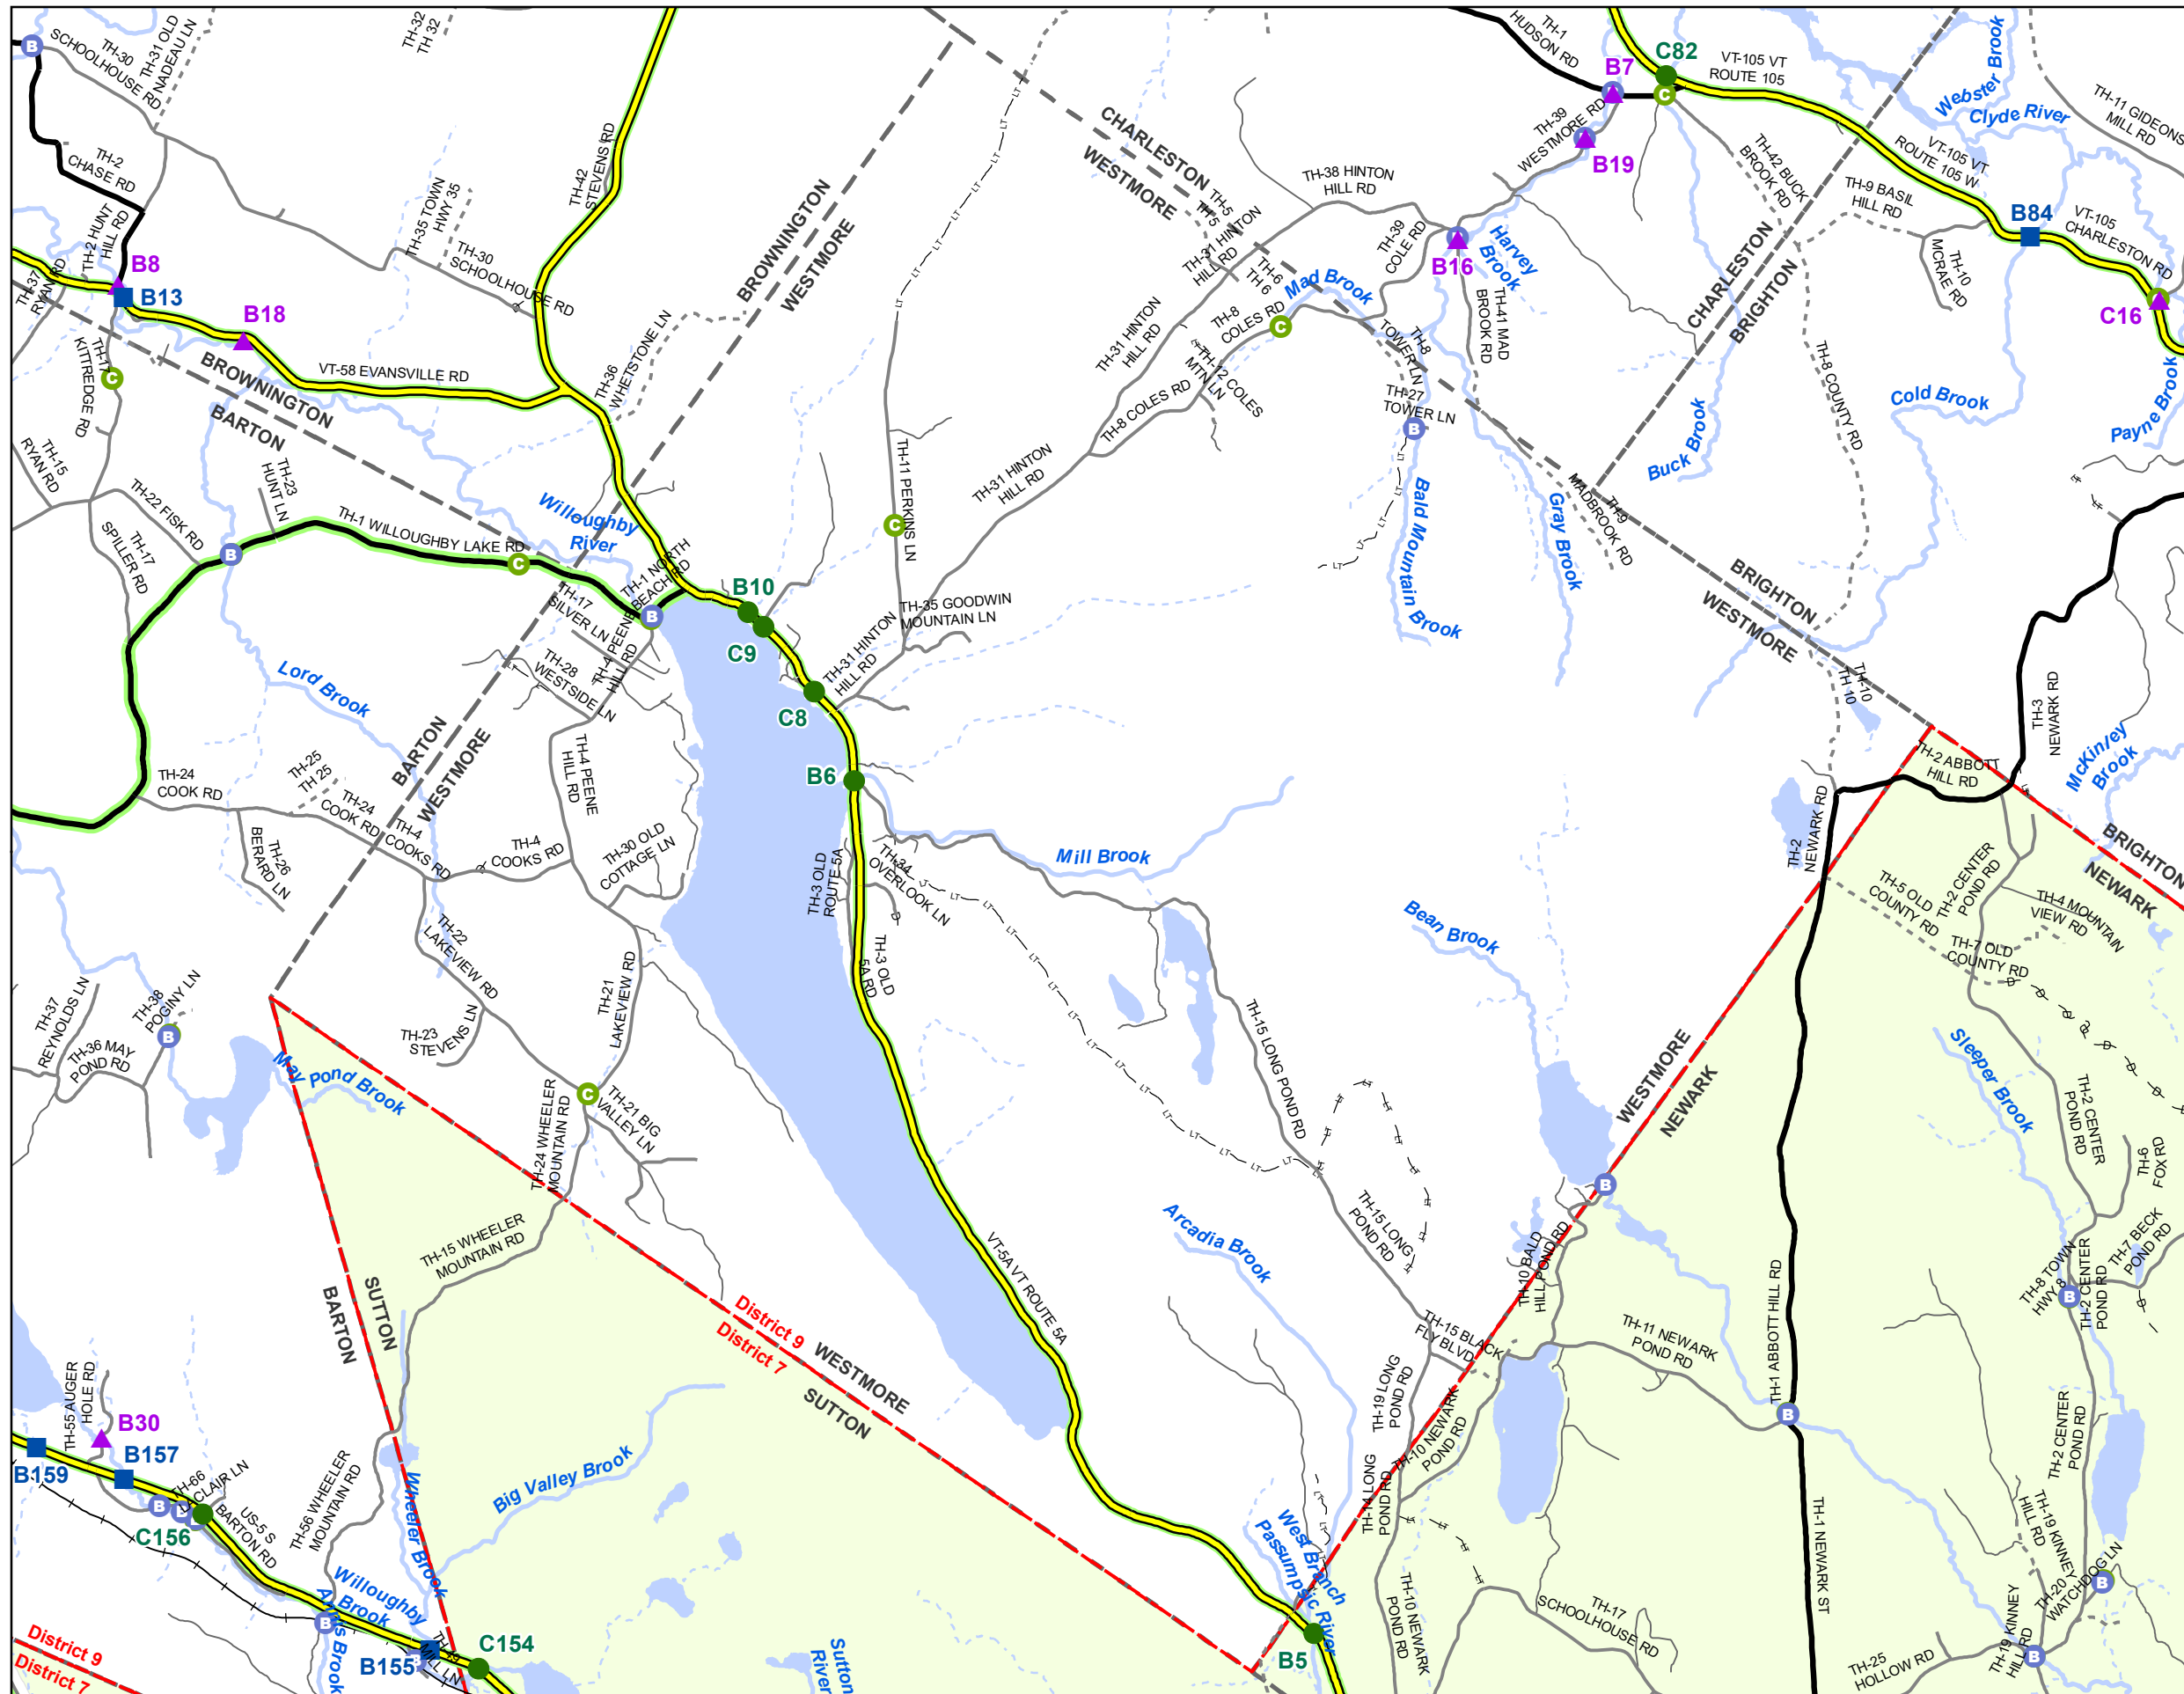 TH-30
SCHOOLHOUSE RD
TH-31 OLD
NADEAU LN
TH-32
TH 32
TH-2
CHASE RD
TH-2 HUNT
HILL RD
TH-35 TOWN
HWY 35
TH-30
SCHOOLHOUSE RD
TH-42
STEVENS RD
BROWNINGTON
WESTMORE
CHARLESTON
WESTMORE
TH-5
TH 5
TH-6
TH 6
TH-1
HUDSON RD
B7
C82
VT-105 VT
ROUTE 105
TH-39
WESTMORE RD
B19
TH-38 HINTON
HILL RD
TH-39
COLE RD
B16
Harvey
Brook
TH-41 MAD
BROOK RD
TH-42 BUCK
BROOK RD
CHARLESTON
BRIGHTON
Webster Brook
Clyde River
TH-11 GIDEONS
MILL RD
VT-105 VT
ROUTE 105 W
TH-9 BASIL
HILL RD
B84
VT-105
CHARLESTON RD
TH-10
MCRAE RD
C16
TH-37
RYAN RD
B8
B13
B18
TH-17
KITTREDGE RD
VT-58 EVANSVILLE RD
BROWNINGTON
BARTON
TH-36
WHETSTONE LN
TH-31 HINTON
HILL RD
TH-31 HINTON
HILL RD
TH-8
COLES RD
Mad Brook
TH-12 COLES
MTN LN
TH-8 COLES RD
TH-8
TOWER LN
TH-27
TOWER LN
TH-8 COUNTY RD
Cold Brook
Payne Brook
Buck Brook
TH-15
RYAN RD
TH-22 FISK RD
TH-23
HUNT LN
TH-1 WILLOUGHBY LAKE RD
Willoughby
River
TH-11 PERKINS LN
TH-31 HINTON
HILL RD
Bald Mountain
Brook
Gray Brook
TH-9
MADBROOK RD
BRIGHTON
WESTMORE
TH-17
SPILLER RD
TH-17
SILVER LN
TH-1 NORTH
BEACH RD
B10
C9
TH-4 PEENE
HILL RD
TH-28
WESTSIDE LN
TH-35 GOODWIN
MOUNTAIN LN
TH-31 HINTON
HILL RD
C8
Lord Brook
BARTON
WESTMORE
TH-24
COOK RD
TH-25
TH 25
TH-24
COOK RD
TH-4
COOKS RD
TH-4
COOKS RD
TH-4 PEENE
HILL RD
TH-30 OLD
COTTAGE LN
TH-26
BERARD LN
B6
TH-3 OLD
ROUTE 5A
TH-34
OVERLOOK LN
Mill Brook
TH-3 OLD
5A RD
TH-10
TH 10
TH-3
NEWARK RD
McKinley
Brook
TH-2 ABBOTT
HILL RD
TH-2
NEWARK RD
BRIGHTON
NEWARK
TH-5 OLD
COUNTY RD
TH-2 CENTER
POND RD
TH-4 MOUNTAIN
VIEW RD
TH-7 OLD
COUNTY RD
TH-22
LAKEVIEW RD
TH-21
LAKEVIEW RD
TH-23
STEVENS LN
TH-37
REYNOLDS LN
TH-38
POGINY LN
TH-36 MAY
POND RD
May Pond Brook
TH-21 BIG
VALLEY LN
TH-24 WHEELER
MOUNTAIN RD
TH-15 WHEELER
MOUNTAIN RD
Bean Brook
TH-15 LONG POND RD
WESTMORE
NEWARK
Sleeper Brook
TH-2 CENTER
POND RD
TH-6
FOX RD
TH-7 BECK
POND RD
TH-8 TOWN
HWY 8
TH-2 CENTER
POND RD
Arcadia Brook
TH-15 LONG
POND RD
TH-10 BALD
HILL POND RD
VT-5A VT ROUTE 5A
TH-15 BLACK
FLY BLVD
TH-11 NEWARK
POND RD
TH-1 ABBOTT HILL RD
SUTTON
BARTON
District 9
District 7
WESTMORE
SUTTON
TH-19 LONG
POND RD
TH-10 NEWARK
POND RD
TH-14 LONG
POND RD
TH-2 CENTER
POND RD
TH-55 AUGER
HOLE RD
B30
B159
B157
TH-66
LACLAIR LN
C156
US-5 S
BARTON RD
TH-56 WHEELER
MOUNTAIN RD
Wheeler Brook
Big Valley Brook
Willoughby
Brook
B155
MILL LN
C154
Sutton
River
West Branch
Passumpsic River
B5
TH-10 NEWARK
POND RD
TH-17
SCHOOLHOUSE RD
TH-1 NEWARK ST
TH-19 KINNEY
HILL RD
TH-20
WATCHDOG LN
TH-19 KINNEY
HILL RD
TH-25
HOLLOW RD
District 9
District 7